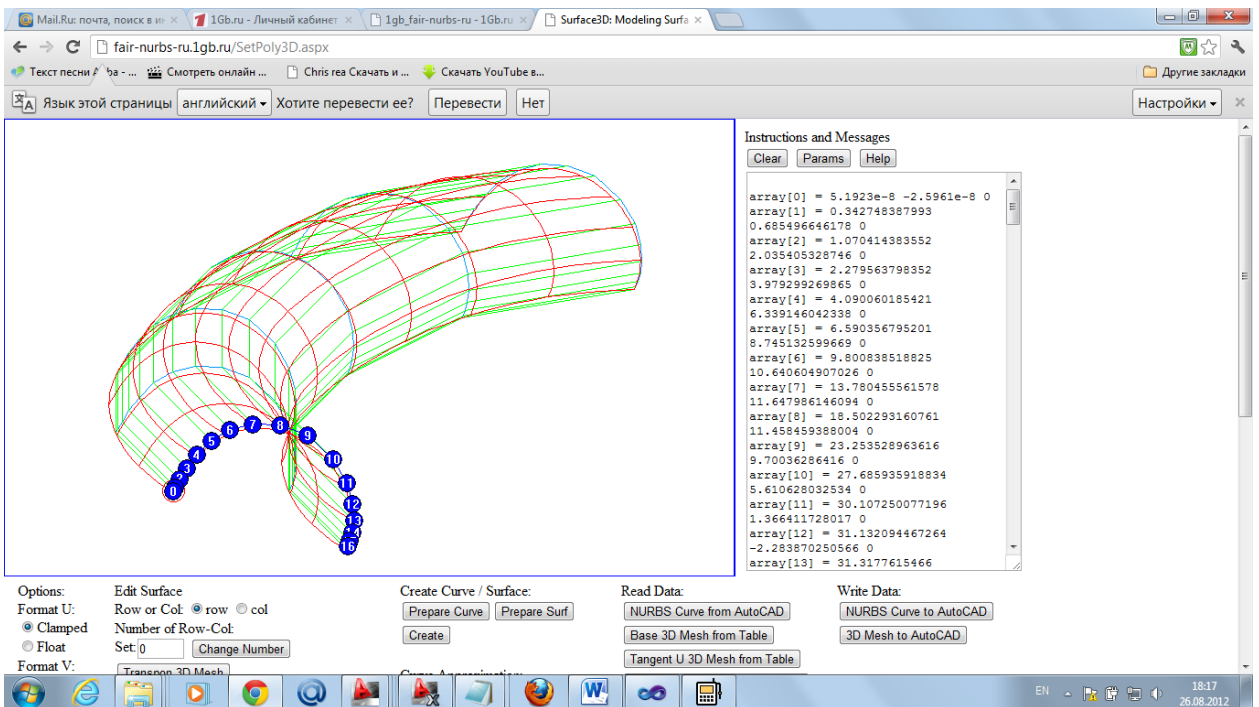 Mail.Ru: почта, поиск в ин
1Gb.ru - Личный кабинет
1gb_fair-nurbs-ru - 1Gb.ru
Surface3D: Modeling Surfa
fair-nurbs-ru.1gb.ru/SetPoly3D.aspx
Текст песни ba - ...
Смотреть онлайн ...
Chris rea Скачать и ...
Скачать YouTube в...
Другие закладки
Язык этой страницы английский Хотите перевести ее? Перевести Нет
Настройки
Instructions and Messages
Clear Params Help
array[0] = 5.1923e-8 -2.5961e-8 0
array[1] = 0.342748387993
0.685496646178 0
array[2] = 1.070414383552
2.035405328746 0
array[3] = 2.279563798352
3.979299269865 0
array[4] = 4.090060185421
6.339146042338 0
array[5] = 6.590356795201
8.745132599669 0
array[6] = 9.800838518825
10.640604907026 0
array[7] = 13.780455561578
11.647986146094 0
array[8] = 18.502293160761
11.458459388004 0
array[9] = 23.253528963616
9.70036286416 0
array[10] = 27.685935918834
5.610628032534 0
array[11] = 30.107250077196
1.366411728017 0
array[12] = 31.132094467264
-2.283870250566 0
array[13] = 31.3177615466
0
2
3
4
5
6
7
8
9
10
11
12
13
14
16
Options:
Format U:
Clamped
Float
Format V:
Edit Surface
Row or Col: row col
Number of Row-Col:
Set: 0 Change Number
Transpon 3D Mesh
Create Curve / Surface:
Prepare Curve Prepare Surf
Create
Curve Approximation:
Read Data:
NURBS Curve from AutoCAD
Base 3D Mesh from Table
Tangent U 3D Mesh from Table
Write Data:
NURBS Curve to AutoCAD
3D Mesh to AutoCAD
EN
18:17
26.08.2012